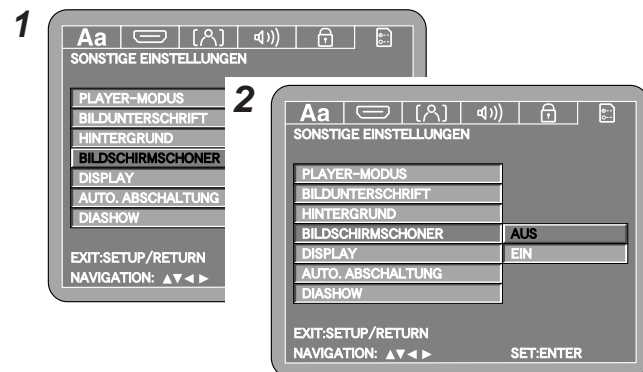 1
Aa
SONSTIGE EINSTELLUNGEN
PLAYER-MODUS
BILDUNTERSCHRIFT
HINTERGRUND
BILDSCHIRMSCHONER
DISPLAY
AUTO. ABSCHALTUNG
DIASHOW
EXIT:SETUP/RETURN
NAVIGATION: ▲▼◄►
2
Aa
SONSTIGE EINSTELLUNGEN
PLAYER-MODUS
BILDUNTERSCHRIFT
HINTERGRUND
BILDSCHIRMSCHONER AUS
DISPLAY EIN
AUTO. ABSCHALTUNG
DIASHOW
EXIT:SETUP/RETURN
NAVIGATION: ▲▼◄► SET:ENTER